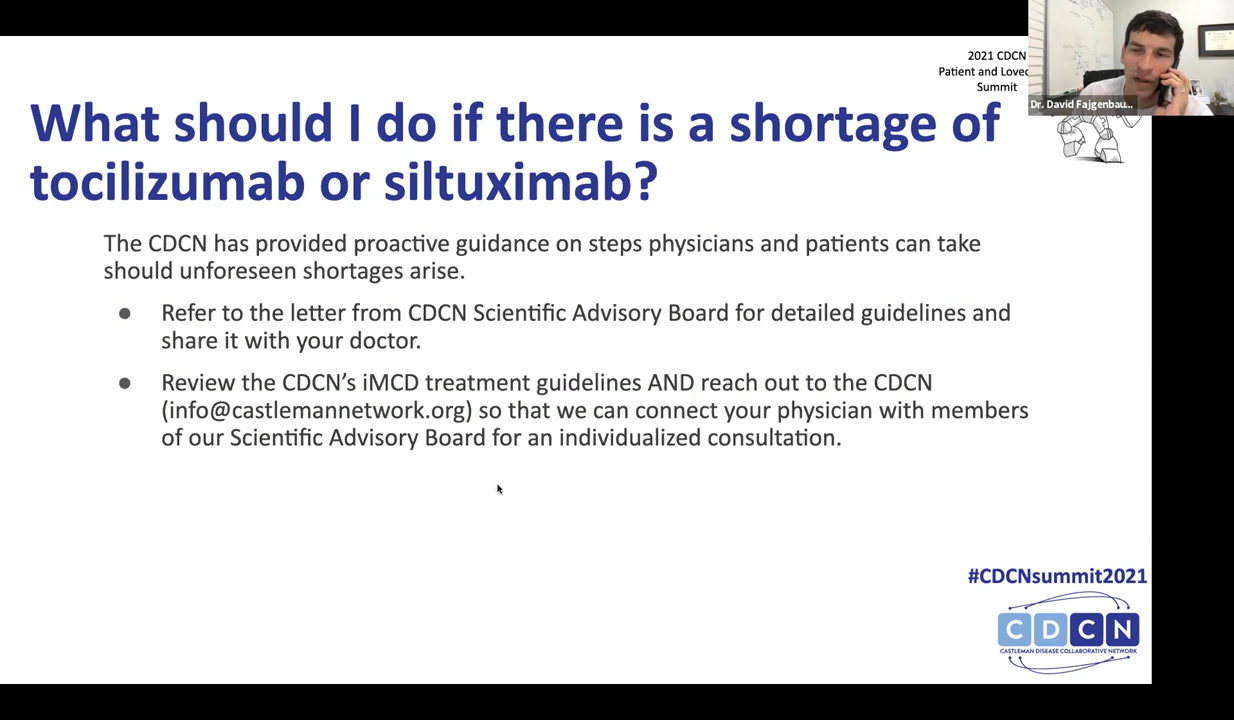 2021 CDCN
Patient and Loved
Summit
Dr. David Fajgenbau...
What should I do if there is a shortage of
tocilizumab or siltuximab?
The CDCN has provided proactive guidance on steps physicians and patients can take
should unforeseen shortages arise.
● Refer to the letter from CDCN Scientific Advisory Board for detailed guidelines and
share it with your doctor.
● Review the CDCN’s iMCD treatment guidelines AND reach out to the CDCN
(info@castlemannetwork.org) so that we can connect your physician with members
of our Scientific Advisory Board for an individualized consultation.
#CDCNsummit2021
CDCN
CASTLEMAN DISEASE COLLABORATIVE NETWORK